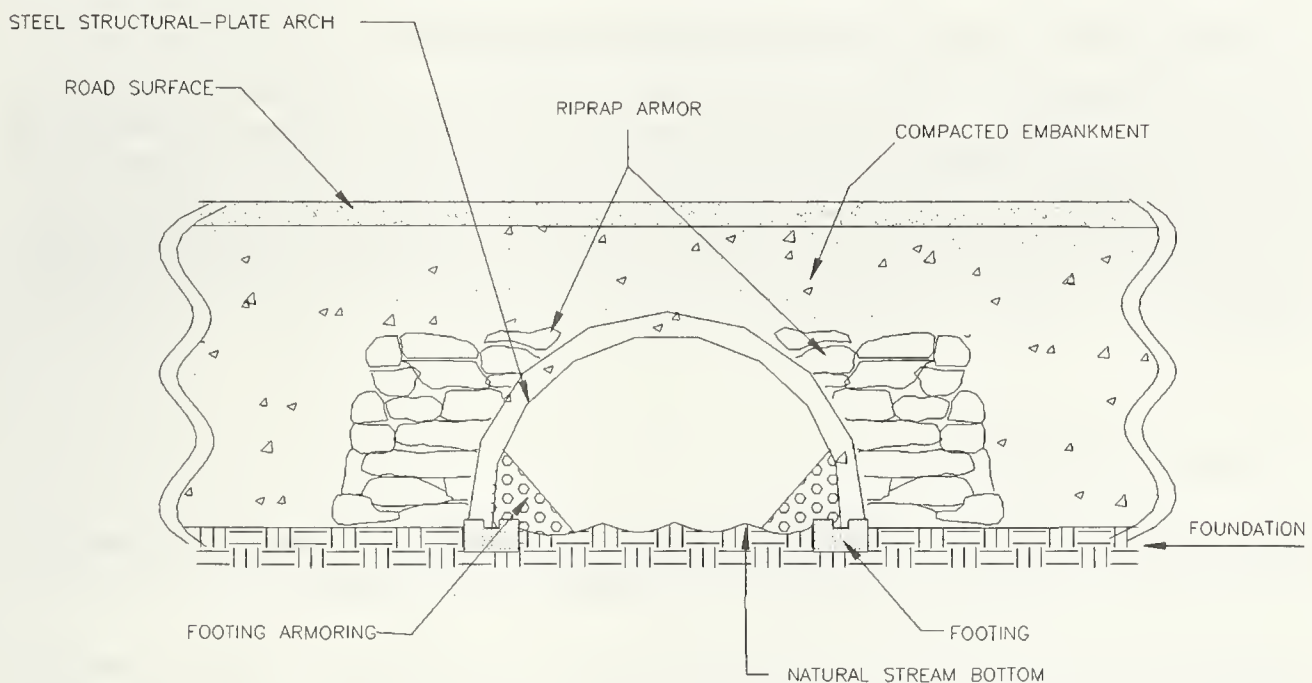 STEEL STRUCTURAL-PLATE ARCH
ROAD SURFACE
RIPRAP ARMOR
COMPACTED EMBANKMENT
FOUNDATION
FOOTING ARMORING
FOOTING
NATURAL STREAM BOTTOM